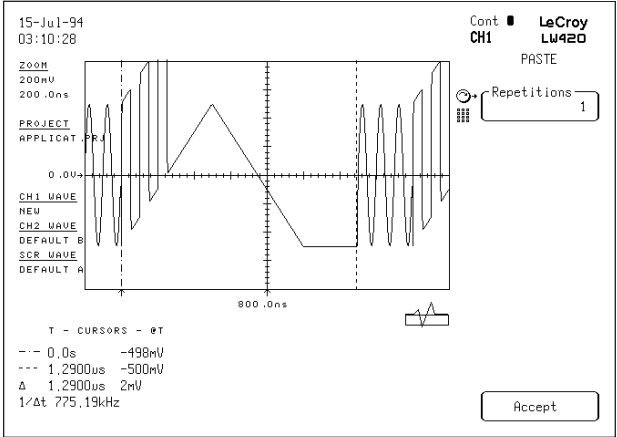 15-Jul-94
03:10:28
Cont
CH1
LeCroy
LW420
PASTE
Repetitions
1
ZOOM
200mV
200.0ns
PROJECT
APPLICAT.PRJ
0.0V
CH1 WAVE
NEW
CH2 WAVE
DEFAULT B
SCR WAVE
DEFAULT A
800.0ns
T - CURSORS - @T
0.0s -498mV
1.2900us -500mV
Δ 1.2900us 2mV
1/Δt 775.19kHz
Accept